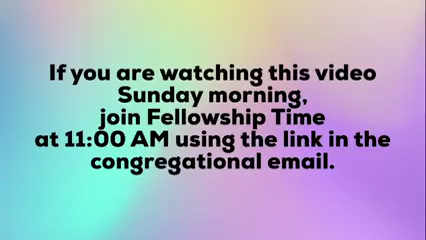 If you are watching this video
Sunday morning,
join Fellowship Time
at 11:00 AM using the link in the
congregational email.